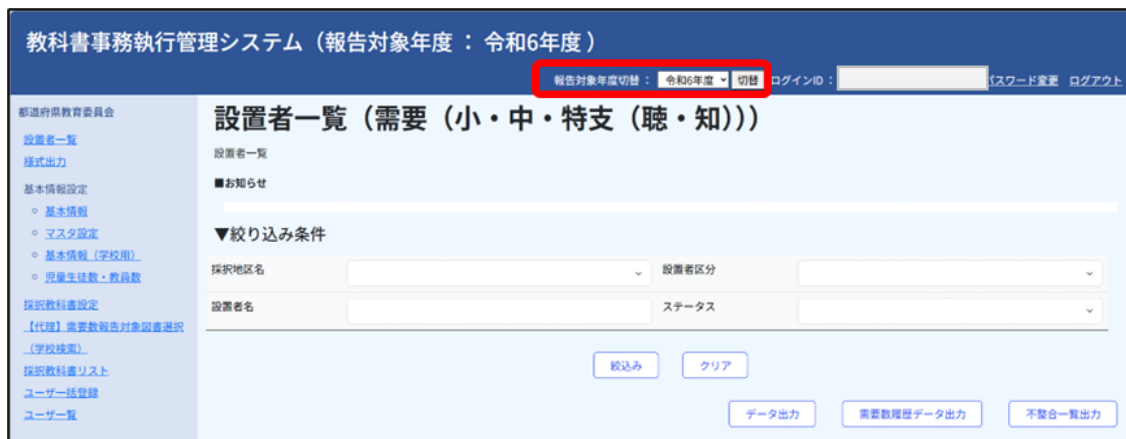 教科書事務執行管理システム（報告対象年度 ： 令和6年度 ）
報告対象年度切替 ： 令和6年度 切替 ログインID : パスワード変更 ログアウト
都道府県教育委員会
設置者一覧
様式出力
基本情報設定
基本情報
マスタ設定
基本情報（学校用）
児童生徒数・教員数
採択教科書設定
【代理】需要数報告対象図書選択
（学校検索）
採択教科書リスト
ユーザ一括登録
ユーザ一覧
設置者一覧（需要（小・中・特支（聴・知）））
設置者一覧
■お知らせ
▼絞り込み条件
採択地区名 設置者区分
設置者名 ステータス
絞込み クリア
データ出力 需要数履歴データ出力 不整合一覧出力